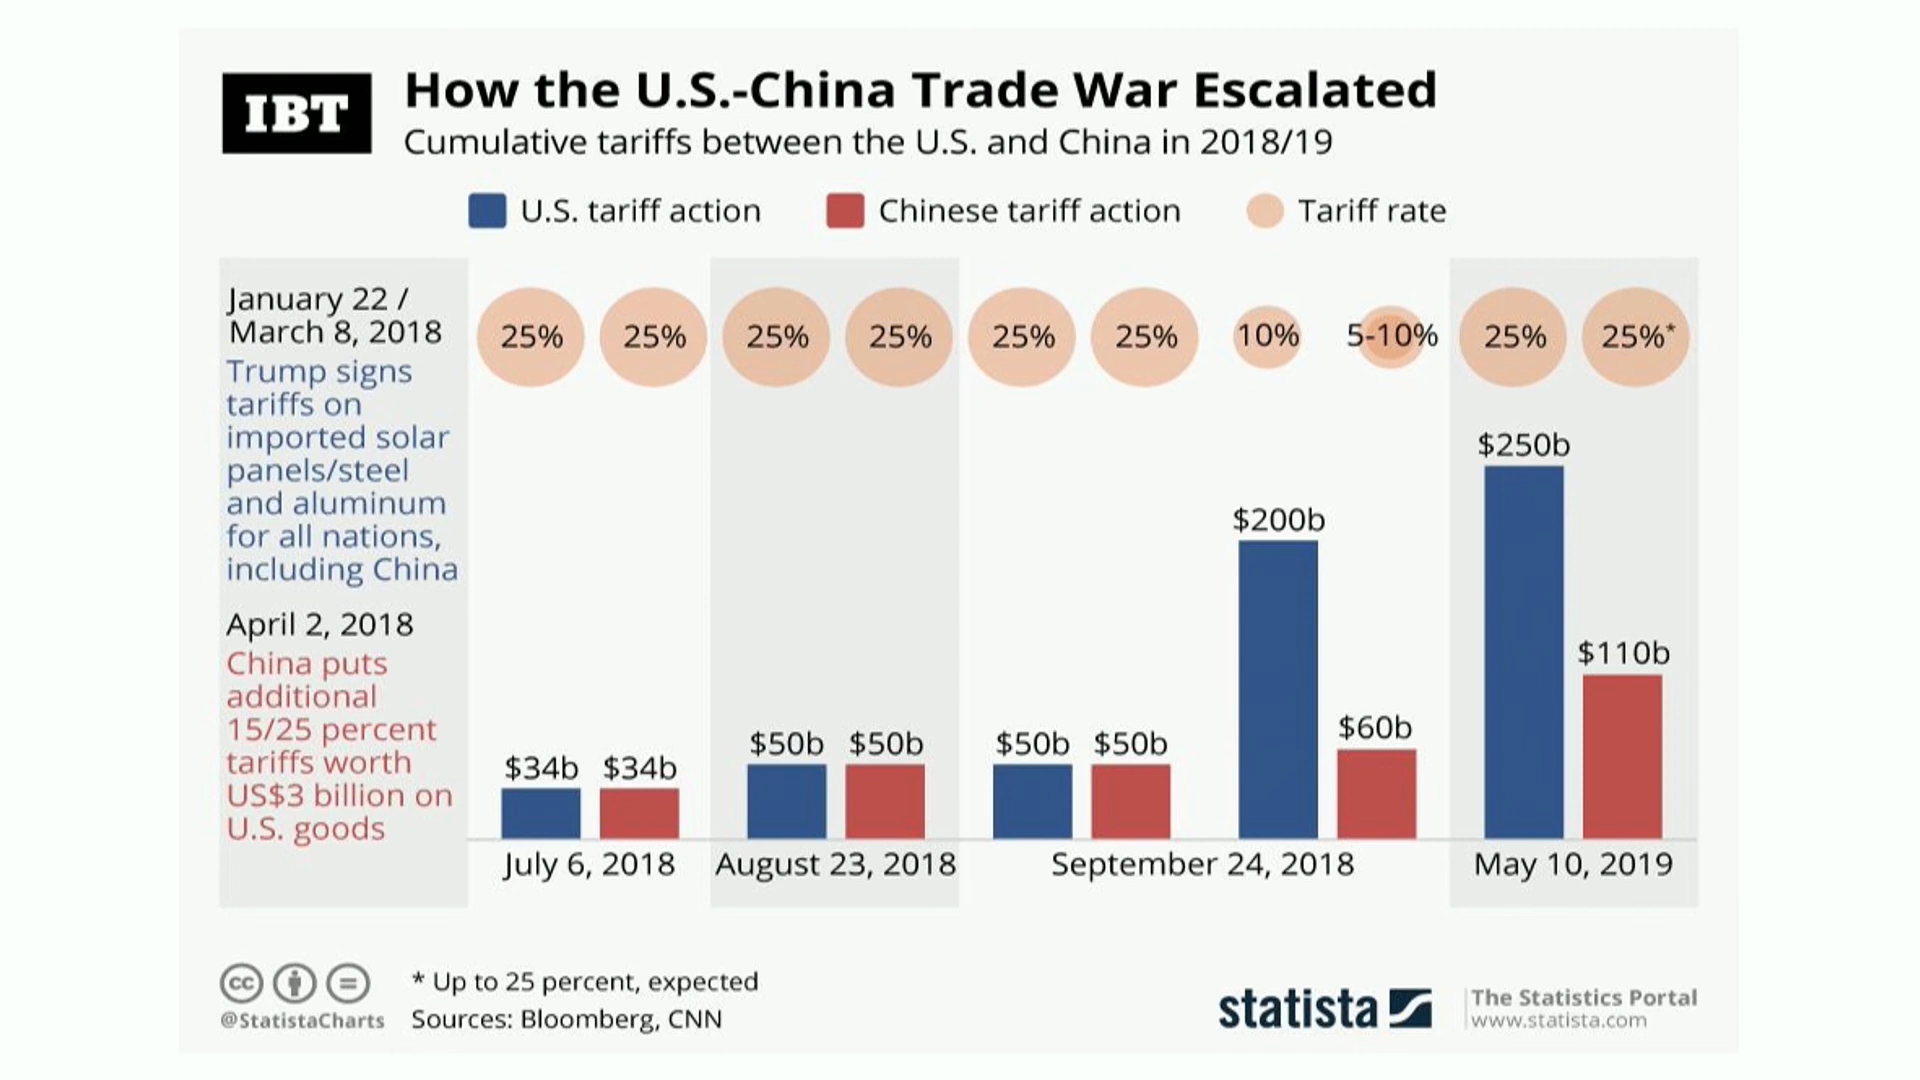 IBT
How the U.S.-China Trade War Escalated
Cumulative tariffs between the U.S. and China in 2018/19
U.S. tariff action
Chinese tariff action
Tariff rate
January 22 /
March 8, 2018
Trump signs
tariffs on
imported solar
panels/steel
and aluminum
for all nations,
including China
April 2, 2018
China puts
additional
15/25 percent
tariffs worth
US$3 billion on
U.S. goods
25%
25%
25%
25%
25%
25%
10%
5-10%
25%
25%*
$34b
$34b
$50b
$50b
$50b
$50b
$200b
$60b
$250b
$110b
July 6, 2018
August 23, 2018
September 24, 2018
May 10, 2019
cc
@StatistaCharts
* Up to 25 percent, expected
Sources: Bloomberg, CNN
statista
The Statistics Portal
www.statista.com